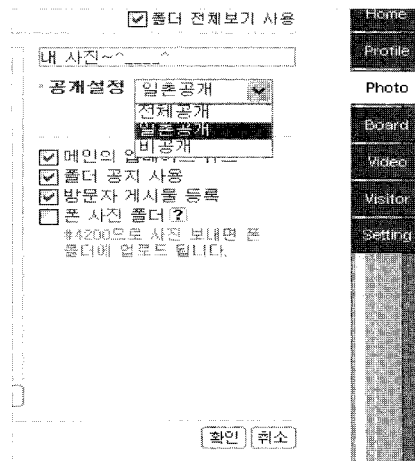 폴더 전체보기 사용
내 사진~^____^
공개설정 일촌공개
전체공개
일촌공개
비공개
메인의
폴더 공지 사용
방문자 게시물 등록
폰 사진 폴더 ?
#4200으로 사진 보내면 폰
폴더에 업로드 됩니다.
확인 취소
Home
Profile
Photo
Board
Video
Visitor
Setting